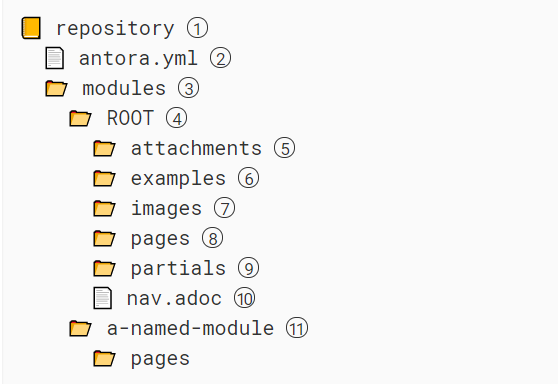 repository ①
antora.yml ②
modules ③
ROOT ④
attachments ⑤
examples ⑥
images ⑦
pages ⑧
partials ⑨
nav.adoc ⑩
a-named-module ⑪
pages